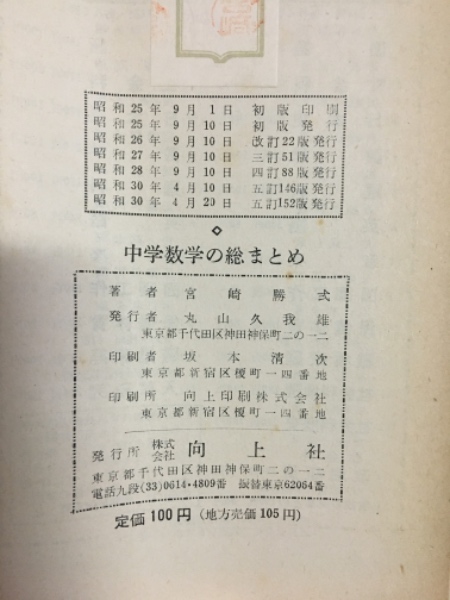 昭和25年9月1日 初版印刷
昭和25年9月10日 初版発行
昭和26年9月10日 改訂22版発行
昭和27年9月10日 三訂51版発行
昭和28年9月10日 四訂88版発行
昭和30年4月10日 五訂146版発行
昭和30年4月20日 五訂152版発行
中学数学の総まとめ
著者 宮崎勝弐
発行者 丸山久我雄
東京都千代田区神田神保町二の一二
印刷者 坂本清次
東京都新宿区榎町一四番地
印刷所 向上印刷株式会社
東京都新宿区榎町一四番地
発行所 株式会社 向上社
東京都千代田区神田神保町二の一二
電話九段(33)0614・4809番 振替東京62064番
定価100円(地方売価105円)